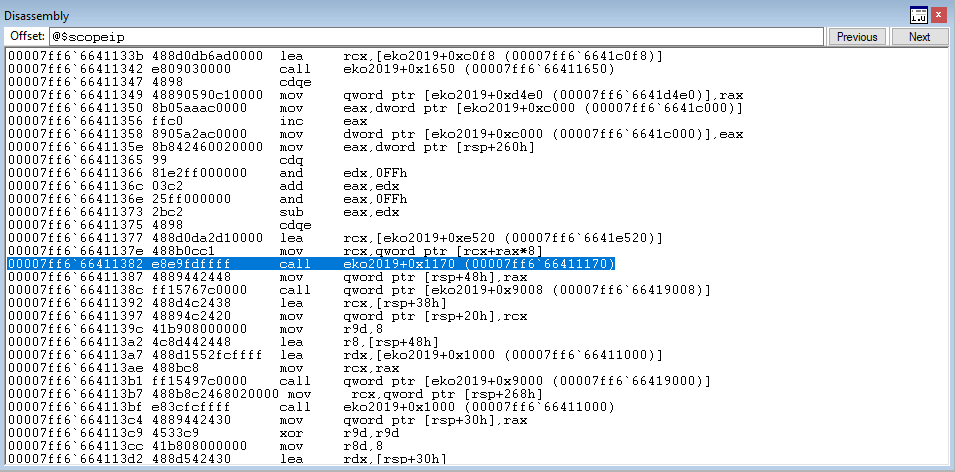 Disassembly
Offset: @$scopeip Previous Next
00007ff6`6641133b 488d0db6ad0000 lea rcx,[eko2019+0xc0f8 (00007ff6`6641c0f8)]
00007ff6`66411342 e809030000 call eko2019+0x1650 (00007ff6`66411650)
00007ff6`66411347 4898 cdqe
00007ff6`66411349 48890590c10000 mov qword ptr [eko2019+0xd4e0 (00007ff6`6641d4e0)],rax
00007ff6`66411350 8b05aaac0000 mov eax,dword ptr [eko2019+0xc000 (00007ff6`6641c000)]
00007ff6`66411356 ffc0 inc eax
00007ff6`66411358 8905a2ac0000 mov dword ptr [eko2019+0xc000 (00007ff6`6641c000)],eax
00007ff6`6641135e 8b842460020000 mov eax,dword ptr [rsp+260h]
00007ff6`66411365 99 cdq
00007ff6`66411366 81e2ff000000 and edx,0FFh
00007ff6`6641136c 03c2 add eax,edx
00007ff6`6641136e 25ff000000 and eax,0FFh
00007ff6`66411373 2bc2 sub eax,edx
00007ff6`66411375 4898 cdqe
00007ff6`66411377 488d0da2d10000 lea rcx,[eko2019+0xe520 (00007ff6`6641e520)]
00007ff6`6641137e 488b0cc1 mov rcx,qword ptr [rcx+rax*8]
00007ff6`66411382 e8e9fdffff call eko2019+0x1170 (00007ff6`66411170)
00007ff6`66411387 4889442448 mov qword ptr [rsp+48h],rax
00007ff6`6641138c ff15767c0000 call qword ptr [eko2019+0x9008 (00007ff6`66419008)]
00007ff6`66411392 488d4c2438 lea rcx,[rsp+38h]
00007ff6`66411397 48894c2420 mov qword ptr [rsp+20h],rcx
00007ff6`6641139c 41b908000000 mov r9d,8
00007ff6`664113a2 4c8d442448 lea r8,[rsp+48h]
00007ff6`664113a7 488d1552fcffff lea rdx,[eko2019+0x1000 (00007ff6`66411000)]
00007ff6`664113ae 488bc8 mov rcx,rax
00007ff6`664113b1 ff15497c0000 call qword ptr [eko2019+0x9000 (00007ff6`66419000)]
00007ff6`664113b7 488b8c2468020000 mov rcx,qword ptr [rsp+268h]
00007ff6`664113bf e83cfcffff call eko2019+0x1000 (00007ff6`66411000)
00007ff6`664113c4 4889442430 mov qword ptr [rsp+30h],rax
00007ff6`664113c9 4533c9 xor r9d,r9d
00007ff6`664113cc 41b808000000 mov r8d,8
00007ff6`664113d2 488d542430 lea rdx,[rsp+30h]